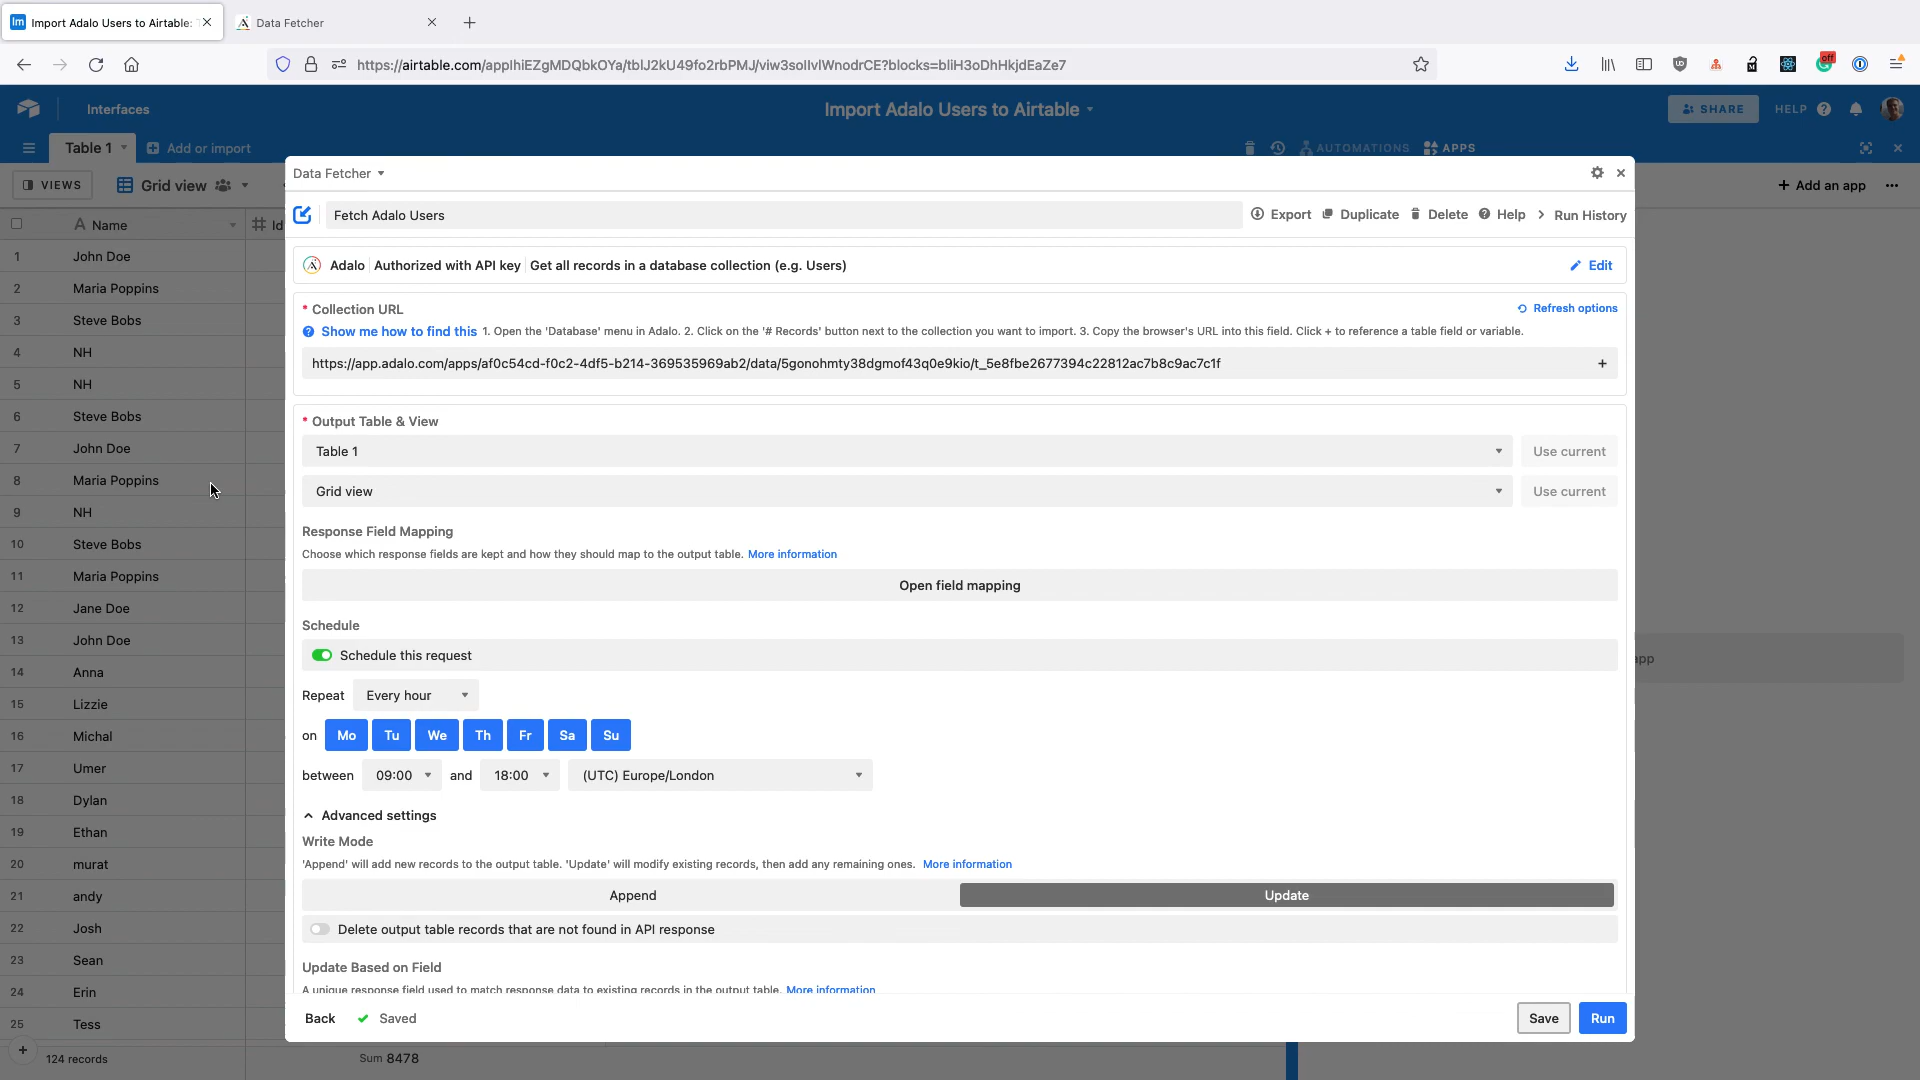 Im Import Adalo Users to Airtable:
Data Fetcher
https://airtable.com/applhiEZgMDQbkOYa/tblJ2kU49fo2rbPMJ/viw3solIvIWnodrCE?blocks=bliH3oDhHkjdEaZe7
off
Interfaces
Import Adalo Users to Airtable
SHARE
HELP
Table 1
Add or import
AUTOMATIONS
APPS
VIEWS
Grid view
Add an app
Name
Id
1 John Doe
2 Maria Poppins
3 Steve Bobs
4 NH
5 NH
6 Steve Bobs
7 John Doe
8 Maria Poppins
9 NH
10 Steve Bobs
11 Maria Poppins
12 Jane Doe
13 John Doe
14 Anna
15 Lizzie
16 Michal
17 Umer
18 Dylan
19 Ethan
20 murat
21 andy
22 Josh
23 Sean
24 Erin
25 Tess
124 records
Sum 8478
app
Data Fetcher
Fetch Adalo Users
Export
Duplicate
Delete
Help
Run History
Adalo Authorized with API key Get all records in a database collection (e.g. Users)
Edit
* Collection URL
Refresh options
Show me how to find this 1. Open the 'Database' menu in Adalo. 2. Click on the '# Records' button next to the collection you want to import. 3. Copy the browser's URL into this field. Click + to reference a table field or variable.
https://app.adalo.com/apps/af0c54cd-f0c2-4df5-b214-369535969ab2/data/5gonohmty38dgmof43q0e9kio/t_5e8fbe2677394c22812ac7b8c9ac7c1f
+
* Output Table & View
Table 1
Use current
Grid view
Use current
Response Field Mapping
Choose which response fields are kept and how they should map to the output table. More information
Open field mapping
Schedule
Schedule this request
Repeat Every hour
on Mo Tu We Th Fr Sa Su
between 09:00 and 18:00 (UTC) Europe/London
Advanced settings
Write Mode
'Append' will add new records to the output table. 'Update' will modify existing records, then add any remaining ones. More information
Append
Update
Delete output table records that are not found in API response
Update Based on Field
A unique response field used to match response data to existing records in the output table. More information
Back
Saved
Save
Run